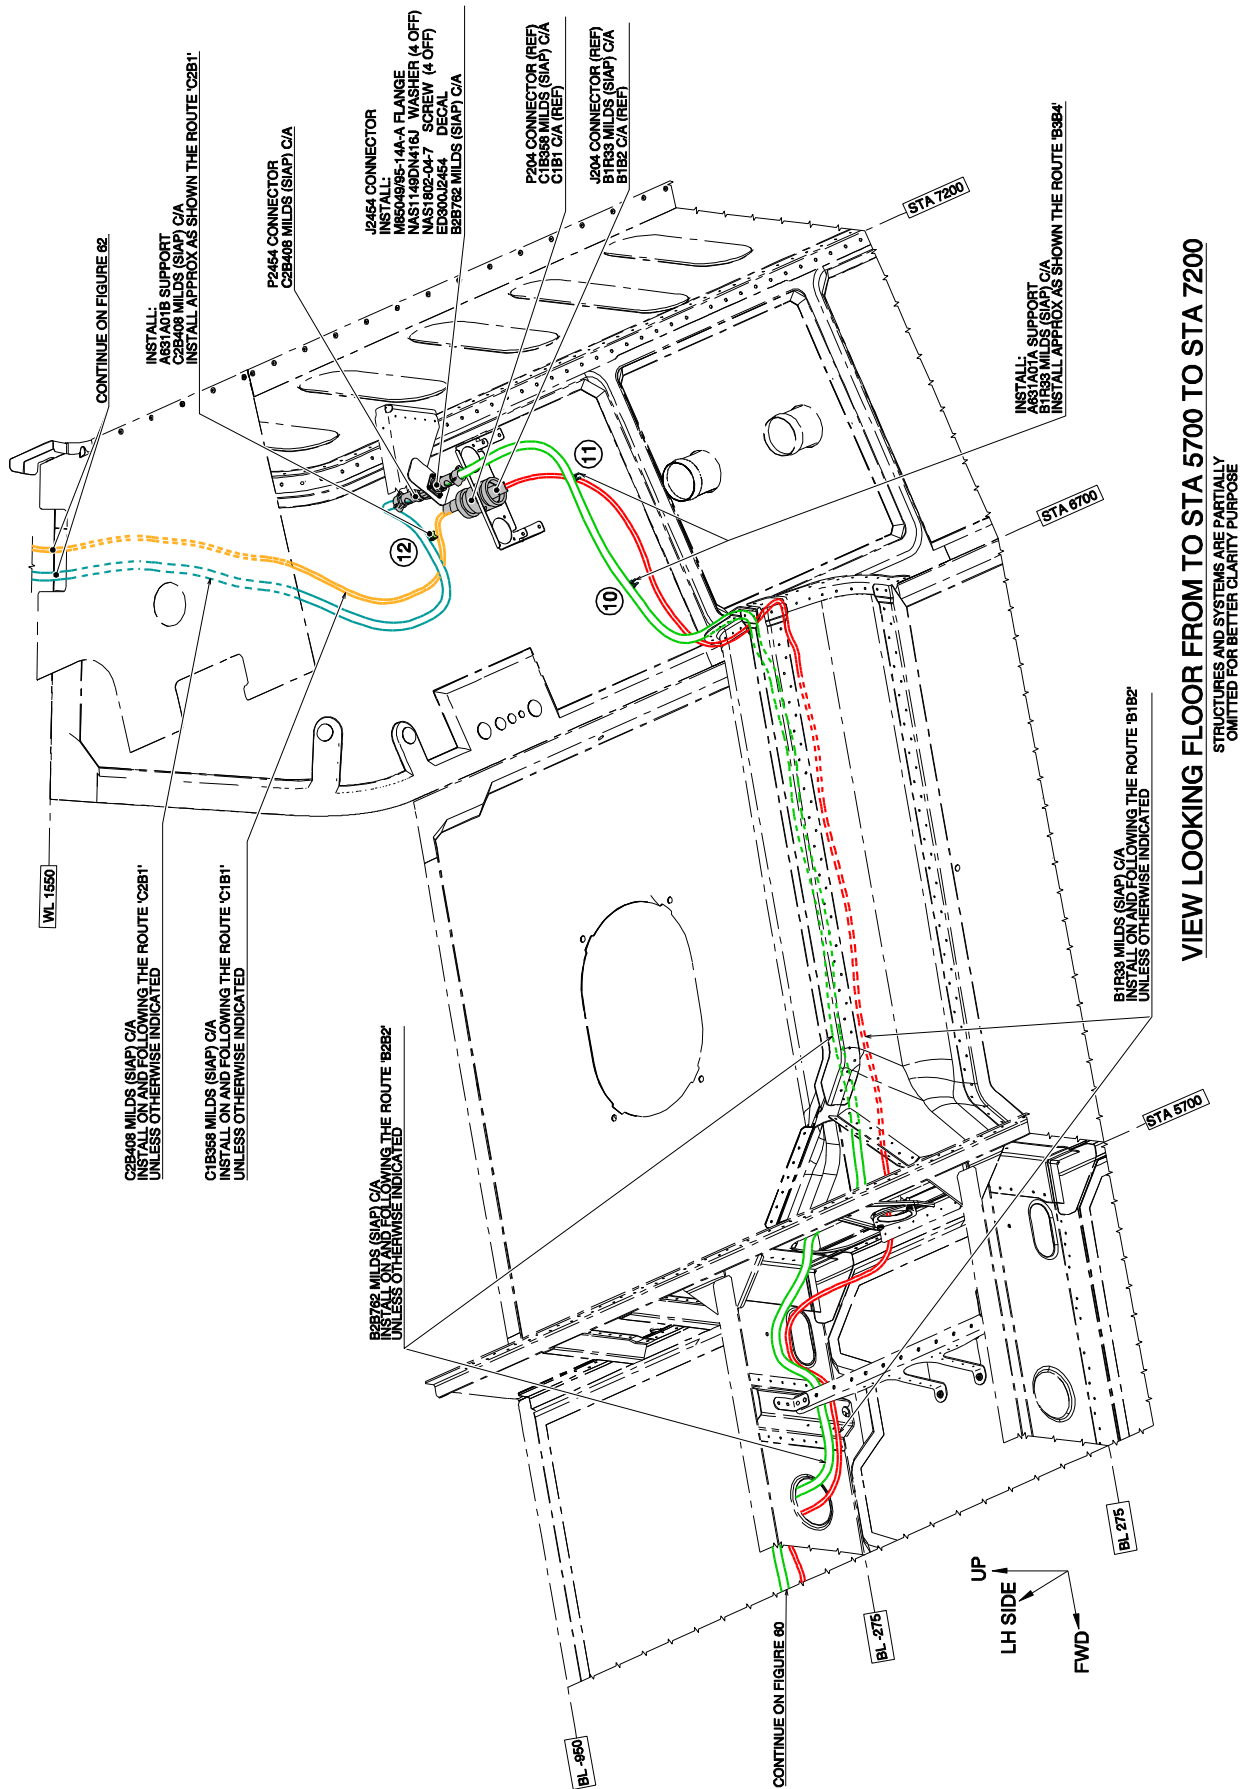 CONTINUE ON FIGURE 62
INSTALL:
A631A01B SUPPORT
C2B408 MILDS (SIAP) C/A
INSTALL APPROX AS SHOWN THE ROUTE 'C2B1'
P2454 CONNECTOR
C2B408 MILDS (SIAP) C/A
J2454 CONNECTOR
INSTALL:
M85049/95-14A-A FLANGE
NAS1149DN416J WASHER (4 OFF)
NAS1802-04-7 SCREW (4 OFF)
ED300J2454 DECAL
B2B762 MILDS (SIAP) C/A
P204 CONNECTOR (REF)
C1B358 MILDS (SIAP) C/A
C1B1 C/A (REF)
J204 CONNECTOR (REF)
B1R33 MILDS (SIAP) C/A
B1B2 C/A (REF)
INSTALL:
A631A01A SUPPORT
B1R33 MILDS (SIAP) C/A
INSTALL APPROX AS SHOWN THE ROUTE 'B3B4'
STA 7200
STA 6700
STA 5700
WL 1550
12
11
10
C2B408 MILDS (SIAP) C/A
INSTALL ON AND FOLLOWING THE ROUTE 'C2B1'
UNLESS OTHERWISE INDICATED
C1B358 MILDS (SIAP) C/A
INSTALL ON AND FOLLOWING THE ROUTE 'C1B1'
UNLESS OTHERWISE INDICATED
B2B762 MILDS (SIAP) C/A
INSTALL ON AND FOLLOWING THE ROUTE 'B2B2'
UNLESS OTHERWISE INDICATED
B1R33 MILDS (SIAP) C/A
INSTALL ON AND FOLLOWING THE ROUTE 'B1B2'
UNLESS OTHERWISE INDICATED
BL -950
CONTINUE ON FIGURE 60
BL -275
BL 275
UP
LH SIDE
FWD
VIEW LOOKING FLOOR FROM TO STA 5700 TO STA 7200
STRUCTURES AND SYSTEMS ARE PARTIALLY
OMITTED FOR BETTER CLARITY PURPOSE